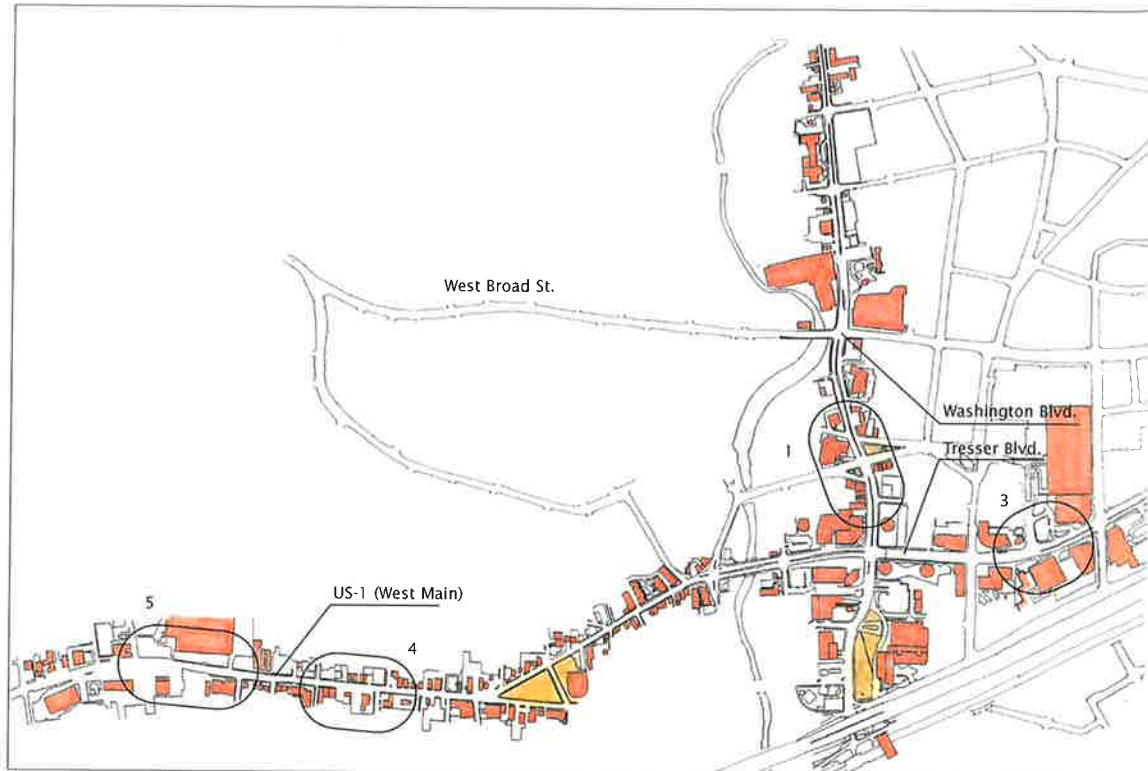 West Broad St.
Washington Blvd.
1
Tresser Blvd.
3
5
US-1 (West Main)
4